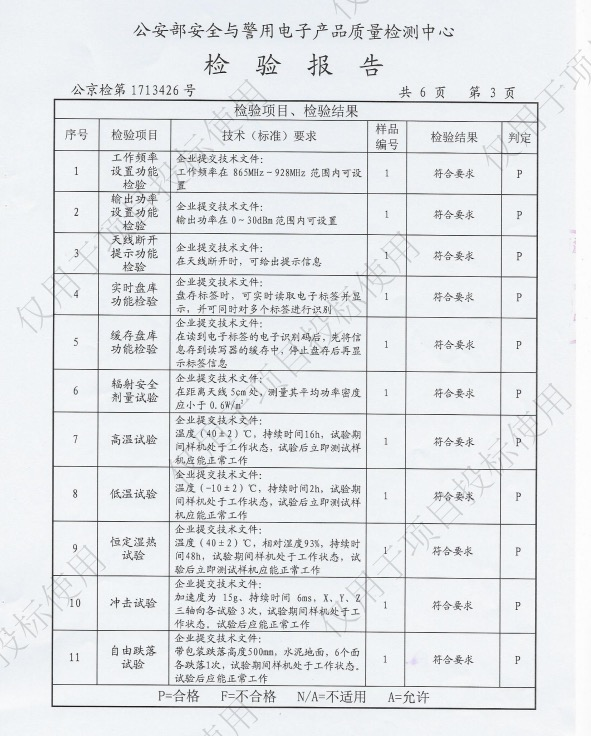 公安部安全与警用电子产品质量检测中心
检 验 报 告
公京检第1713426号 共 6 页 第 3 页
检验项目、检验结果
序号 检验项目 技术（标准）要求 样品编号 检验结果 判定
1 工作频率设置功能检验 企业提交技术文件：
工作频率在 865MHz－928MHz 范围内可设
置 1 符合要求 P
2 输出功率设置功能检验 企业提交技术文件：
输出功率在 0～30dBm 范围内可设置 1 符合要求 P
3 天线断开提示功能检验 企业提交技术文件：
在天线断开时，可给出提示信息 1 符合要求 P
4 实时盘库功能检验 企业提交技术文件：
盘存标签时，可实时读取电子标签并显
示，并可同时对多个标签进行识别 1 符合要求 P
5 缓存盘库功能检验 企业提交技术文件：
在读到电子标签的电子识别码后，先将信
息存到读写器的缓存中，停止盘存后再显
示标签信息 1 符合要求 P
6 辐射安全剂量试验 企业提交技术文件：
在距离天线 5cm 处，测量其平均功率密度
应小于 0.6W/m² 1 符合要求 P
7 高温试验 企业提交技术文件：
温度（40±2）℃，持续时间16h，试验期
间样机处于工作状态，试验后立即测试样
机应能正常工作 1 符合要求 P
8 低温试验 企业提交技术文件：
温度（-10±2）℃，持续时间2h，试验期
间样机处于工作状态，试验后立即测试样
机应能正常工作 1 符合要求 P
9 恒定湿热试验 企业提交技术文件：
温度（40±2）℃，相对湿度93%，持续时
间48h，试验期间样机处于工作状态，试
验后立即测试样机应能正常工作 1 符合要求 P
10 冲击试验 企业提交技术文件：
加速度为 15g、持续时间 6ms，X、Y、Z
三轴向各试验 3 次，试验期间样机处于工
作状态，试验后应能正常工作 1 符合要求 P
11 自由跌落试验 企业提交技术文件：
带包装跌落高度500mm，水泥地面，6个面
各跌落1次，试验期间样机处于工作状态，
试验后应能正常工作 1 符合要求 P
P=合格 F=不合格 N/A=不适用 A=允许
仅用于项目投标使用